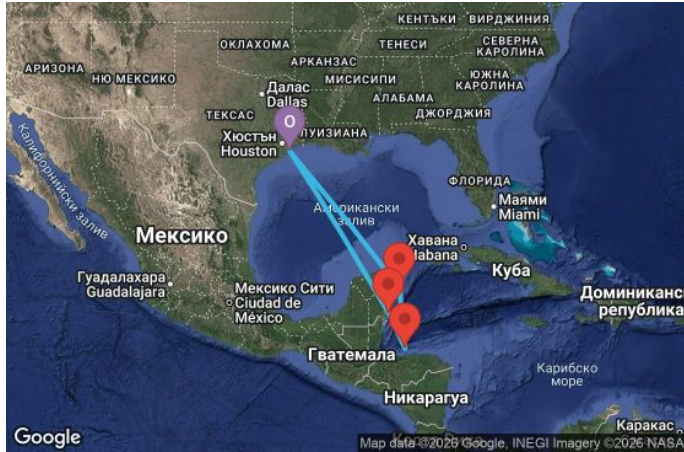 КЕНТЪКИ
ВИРДЖИНИЯ
ОКЛАХОМА
ТЕНЕСИ
СЕВЕРНА
КАРОЛИНА
АРИЗОНА
НЮ МЕКСИКО
АРКАНЗАС
МИСИСИПИ
ЮЖНА
КАРОЛИНА
Далас
Dallas
АЛАБАМА
ДЖОРДЖИЯ
ТЕКСАС
O
ЛУИЗИАНА
Хюстън
Houston
Калифорнийски залив
ФЛОРИДА
Маями
Miami
Американски
залив
Мексико
Хавана
Habana
Куба
Гуадалахара
Guadalajara
Мексико Сити
Ciudad de
México
Доминиканс
република
Гватемала
Карибско
море
Никарагуа
Каракас
Google
Map data ©2026 Google, INEGI Imagery ©2026 NASA